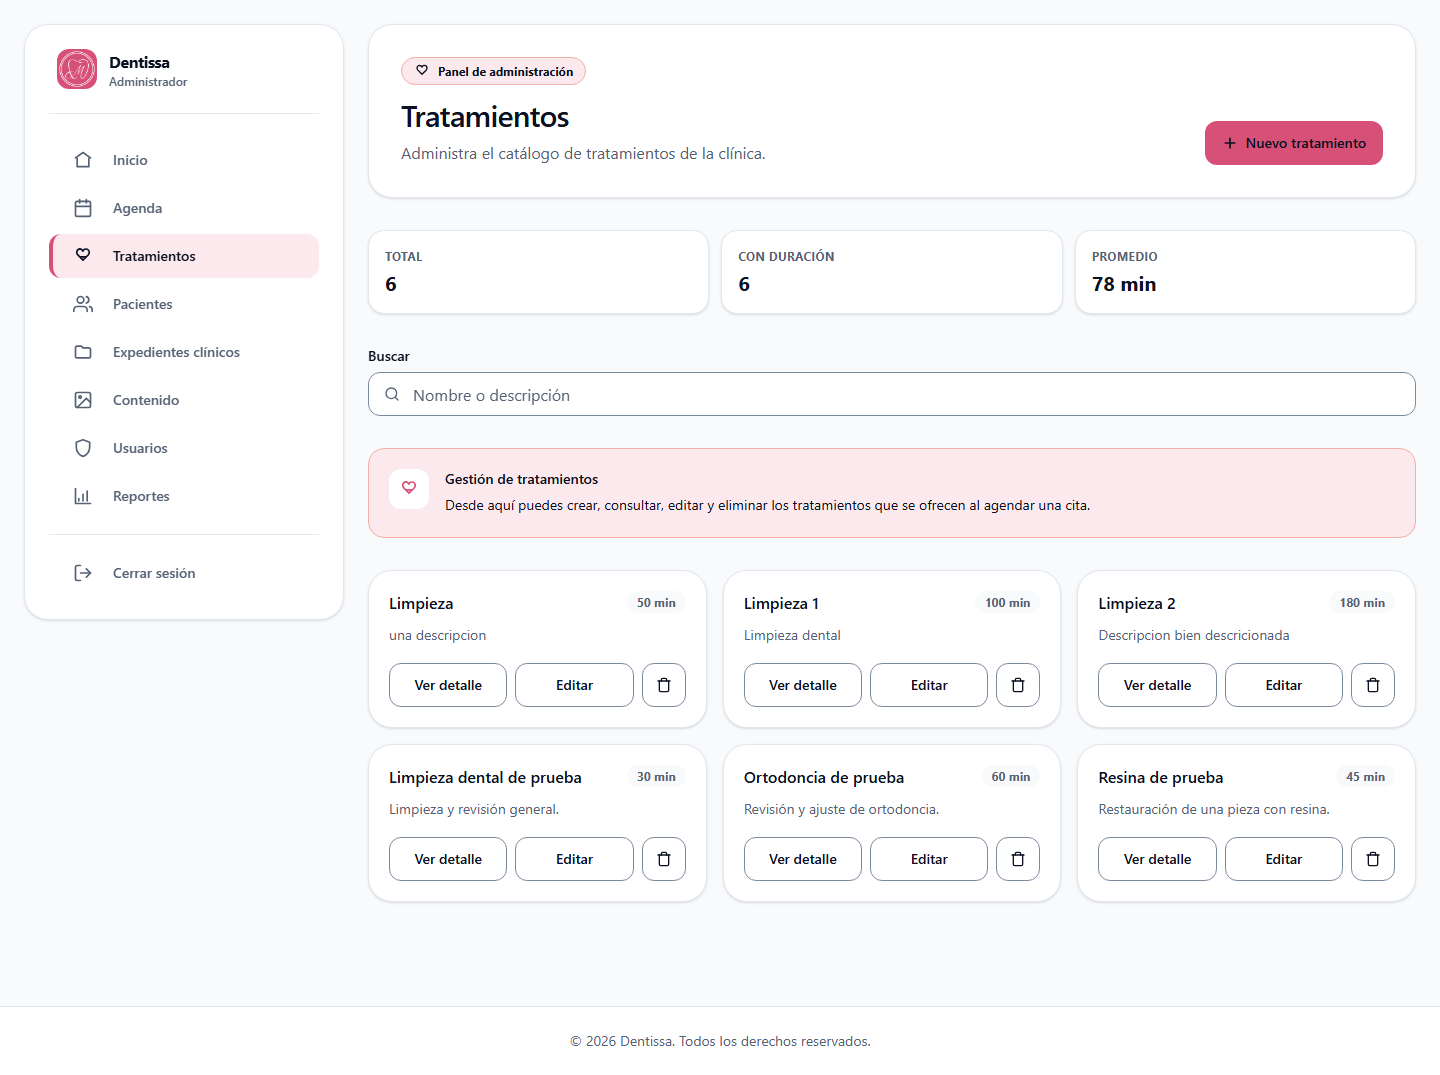 Dentissa
Administrador
Inicio
Agenda
Tratamientos
Pacientes
Expedientes clínicos
Contenido
Usuarios
Reportes
Cerrar sesión
Panel de administración
Tratamientos
Administra el catálogo de tratamientos de la clínica.
Nuevo tratamiento
TOTAL
6
CON DURACIÓN
6
PROMEDIO
78 min
Buscar
Nombre o descripción
Gestión de tratamientos
Desde aquí puedes crear, consultar, editar y eliminar los tratamientos que se ofrecen al agendar una cita.
Limpieza 50 min
una descripcion
Ver detalle Editar
Limpieza 1 100 min
Limpieza dental
Ver detalle Editar
Limpieza 2 180 min
Descripcion bien descricionada
Ver detalle Editar
Limpieza dental de prueba 30 min
Limpieza y revisión general.
Ver detalle Editar
Ortodoncia de prueba 60 min
Revisión y ajuste de ortodoncia.
Ver detalle Editar
Resina de prueba 45 min
Restauración de una pieza con resina.
Ver detalle Editar
© 2026 Dentissa. Todos los derechos reservados.